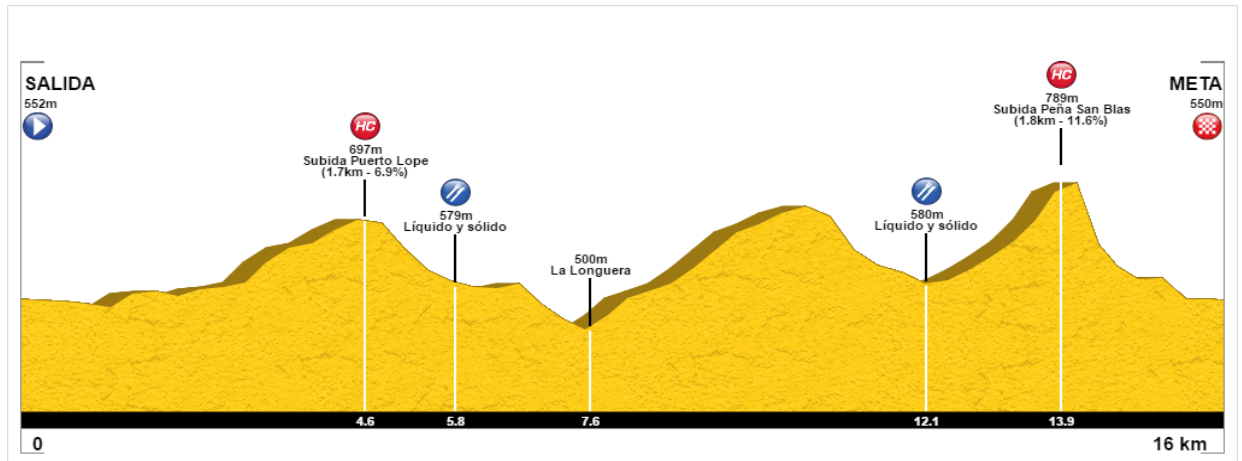 SALIDA
552m
HC
697m
Subida Puerto Lope
(1.7km - 6.9%)
579m
Líquido y sólido
500m
La Longuera
580m
Líquido y sólido
HC
789m
Subida Peña San Blas
(1.8km - 11.6%)
META
550m
4.6
5.8
7.6
12.1
13.9
0
16 km